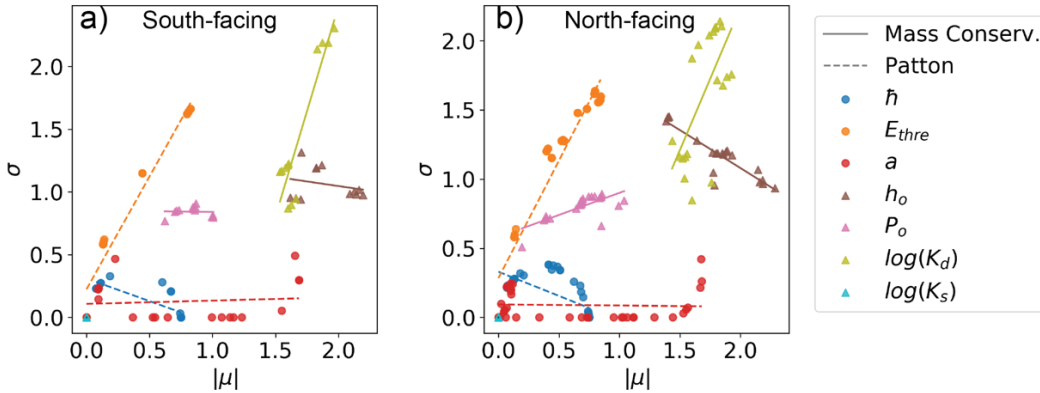 a) South-facing
b) North-facing
σ
2.0
1.5
1.0
0.5
0.0
0.0 0.5 1.0 1.5 2.0
|μ|
σ
2.0
1.5
1.0
0.5
0.0
0.0 0.5 1.0 1.5 2.0
|μ|
Mass Conserv.
Patton
ħ
E_thre
a
h_o
P_o
log(K_d)
log(K_s)